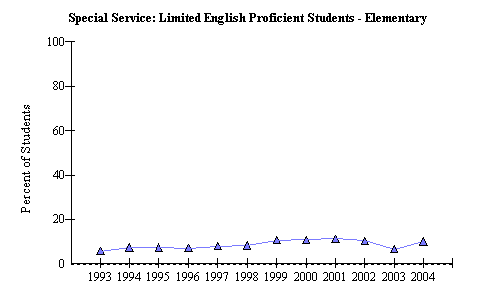 Special Service: Limited English Proficient Students - Elementary
100
80
60
40
20
0
Percent of Students
1993 1994 1995 1996 1997 1998 1999 2000 2001 2002 2003 2004